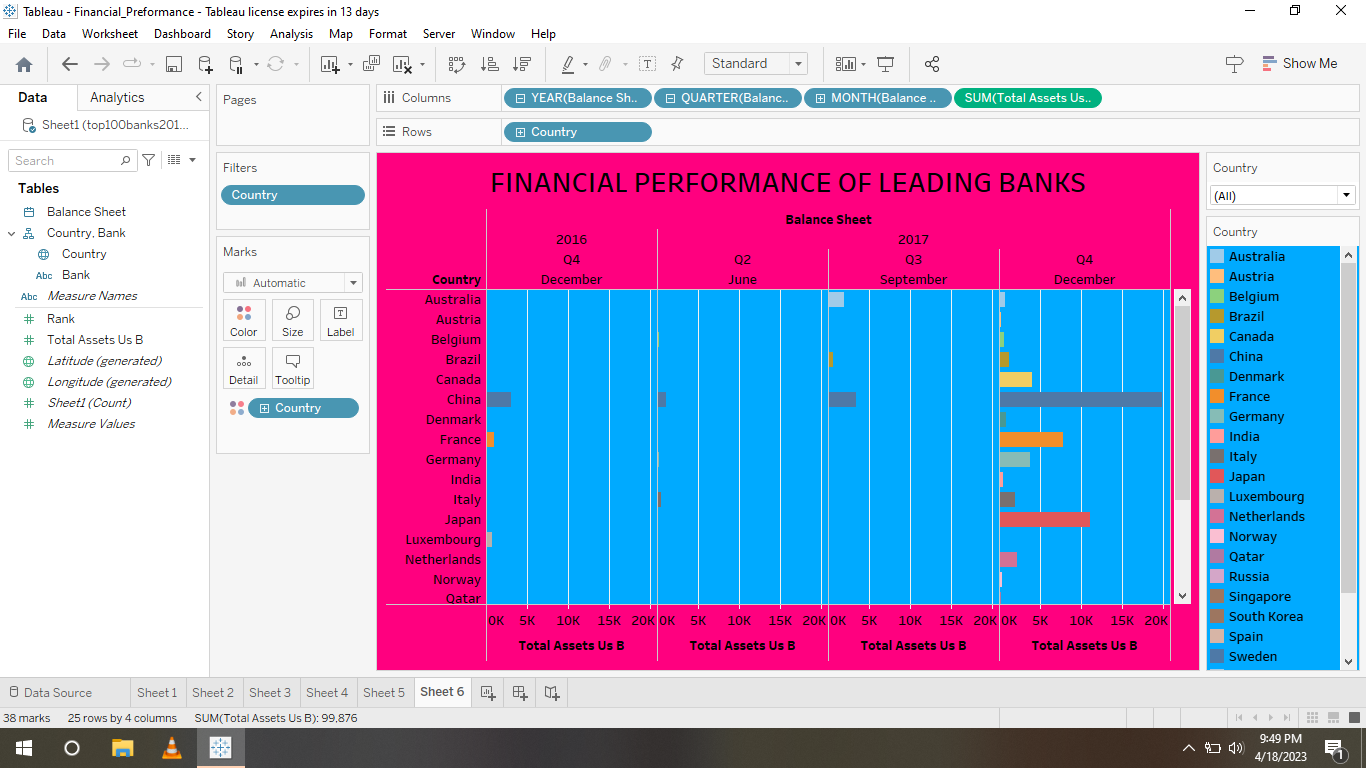 Tableau - Financial_Preformance - Tableau license expires in 13 days
File Data Worksheet Dashboard Story Analysis Map Format Server Window Help
Standard
Show Me
Data Analytics
Sheet1 (top100banks201...
Search
Tables
Balance Sheet
Country, Bank
Country
Abc Bank
Abc Measure Names
Rank
Total Assets Us B
Latitude (generated)
Longitude (generated)
Sheet1 (Count)
Measure Values
Pages
Filters
Country
Marks
Automatic
Color Size Label
Detail Tooltip
Country
Columns YEAR(Balance Sh.. QUARTER(Balanc.. MONTH(Balance .. SUM(Total Assets Us..
Rows Country
FINANCIAL PERFORMANCE OF LEADING BANKS
Balance Sheet
2016 2017
Q4 Q2 Q3 Q4
Country December June September December
Australia
Austria
Belgium
Brazil
Canada
China
Denmark
France
Germany
India
Italy
Japan
Luxembourg
Netherlands
Norway
Qatar
0K 5K 10K 15K 20K 0K 5K 10K 15K 20K 0K 5K 10K 15K 20K 0K 5K 10K 15K 20K
Total Assets Us B Total Assets Us B Total Assets Us B Total Assets Us B
Country
(All)
Country
Australia
Austria
Belgium
Brazil
Canada
China
Denmark
France
Germany
India
Italy
Japan
Luxembourg
Netherlands
Norway
Qatar
Russia
Singapore
South Korea
Spain
Sweden
Data Source Sheet 1 Sheet 2 Sheet 3 Sheet 4 Sheet 5 Sheet 6
38 marks 25 rows by 4 columns SUM(Total Assets Us B): 99.876
9:49 PM
4/18/2023
1